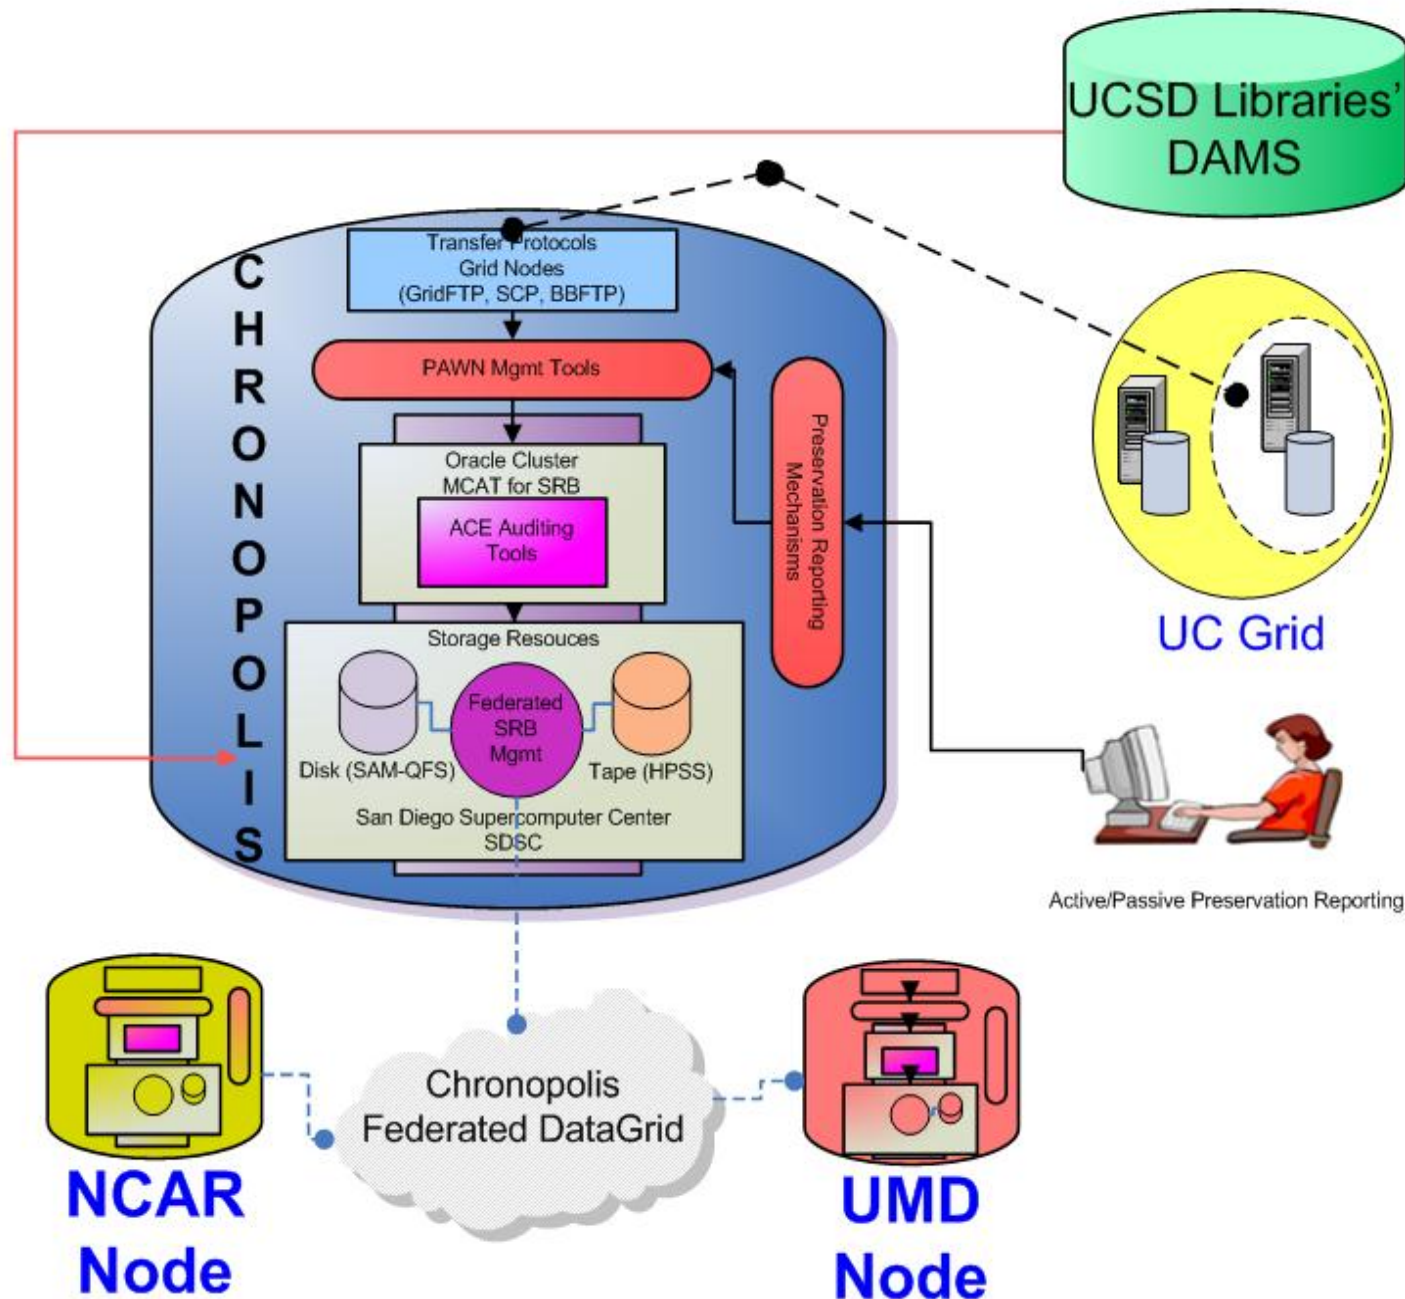 UCSD Libraries'
DAMS
CHRONOPOLIS
Transfer Protocols
Grid Nodes
(GridFTP, SCP, BBFTP)
PAWN Mgmt Tools
Oracle Cluster
MCAT for SRB
ACE Auditing
Tools
Preservation Reporting
Mechanisms
Storage Resouces
Federated
SRB
Mgmt
Disk (SAM-QFS)
Tape (HPSS)
San Diego Supercomputer Center
SDSC
UC Grid
Active/Passive Preservation Reporting
Chronopolis
Federated DataGrid
NCAR
Node
UMD
Node